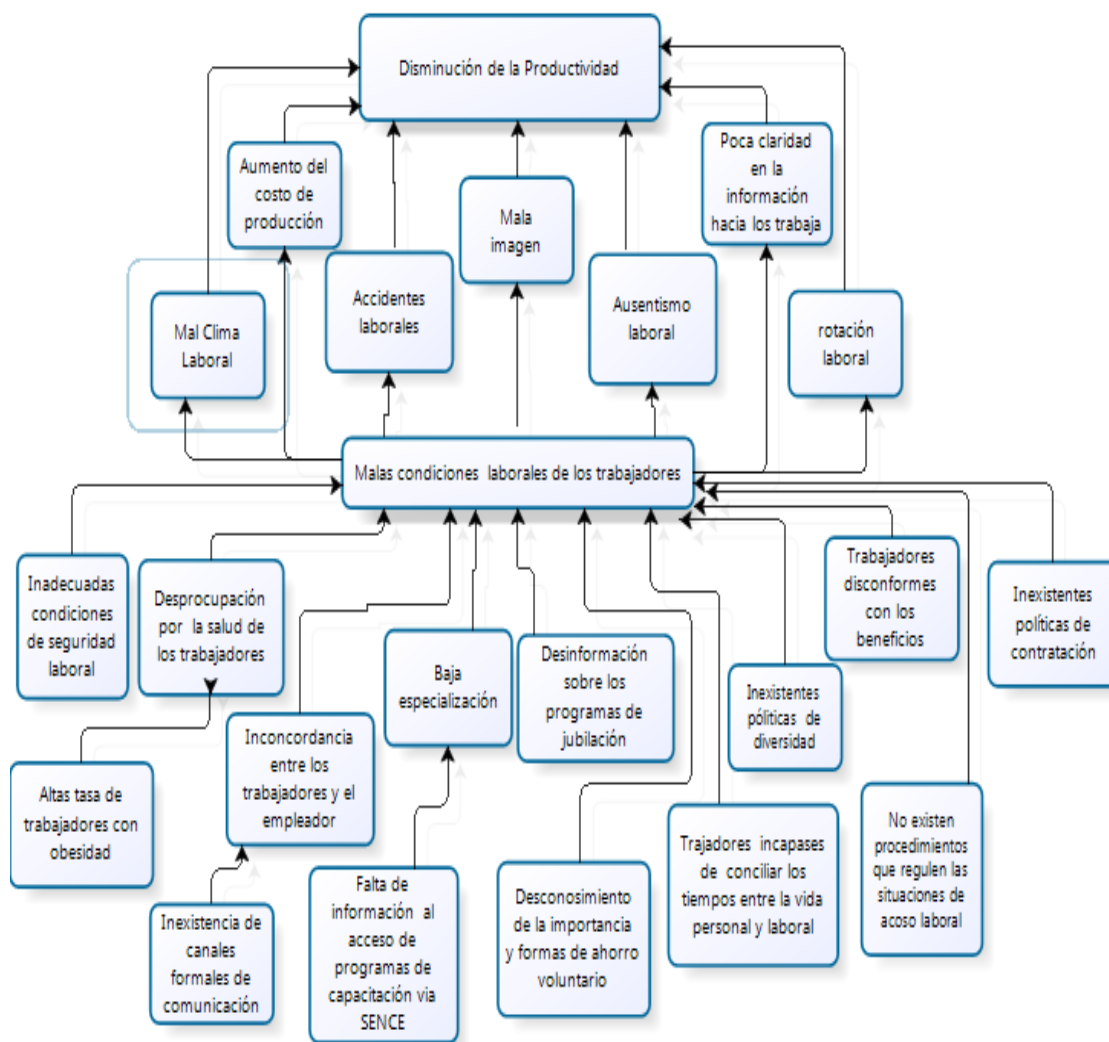 Disminución de la Productividad
Aumento del
costo de
producción
Poca claridad
en la
información
hacia los trabaja
Mala
imagen
Accidentes
laborales
Ausentismo
laboral
Mal Clima
Laboral
rotación
laboral
Malas condiciones laborales de los trabajadores
Inadecuadas
condiciones
de seguridad
laboral
Desprocupación
por la salud de
los trabajadores
Trabajadores
disconformes
con los
beneficios
Inexistentes
políticas de
contratación
Baja
especialización
Desinformación
sobre los
programas de
jubilación
Inexistentes
póliticas de
diversidad
Inconcordancia
entre los
trabajadores y el
empleador
Altas tasa de
trabajadores con
obesidad
No existen
procedimientos
que regulen las
situaciones de
acoso laboral
Trajadores incapases
de conciliar los
tiempos entre la vida
personal y laboral
Falta de
información al
acceso de
programas de
capacitación via
SENCE
Desconosimiento
de la importancia
y formas de ahorro
voluntario
Inexistencia de
canales
formales de
comunicación